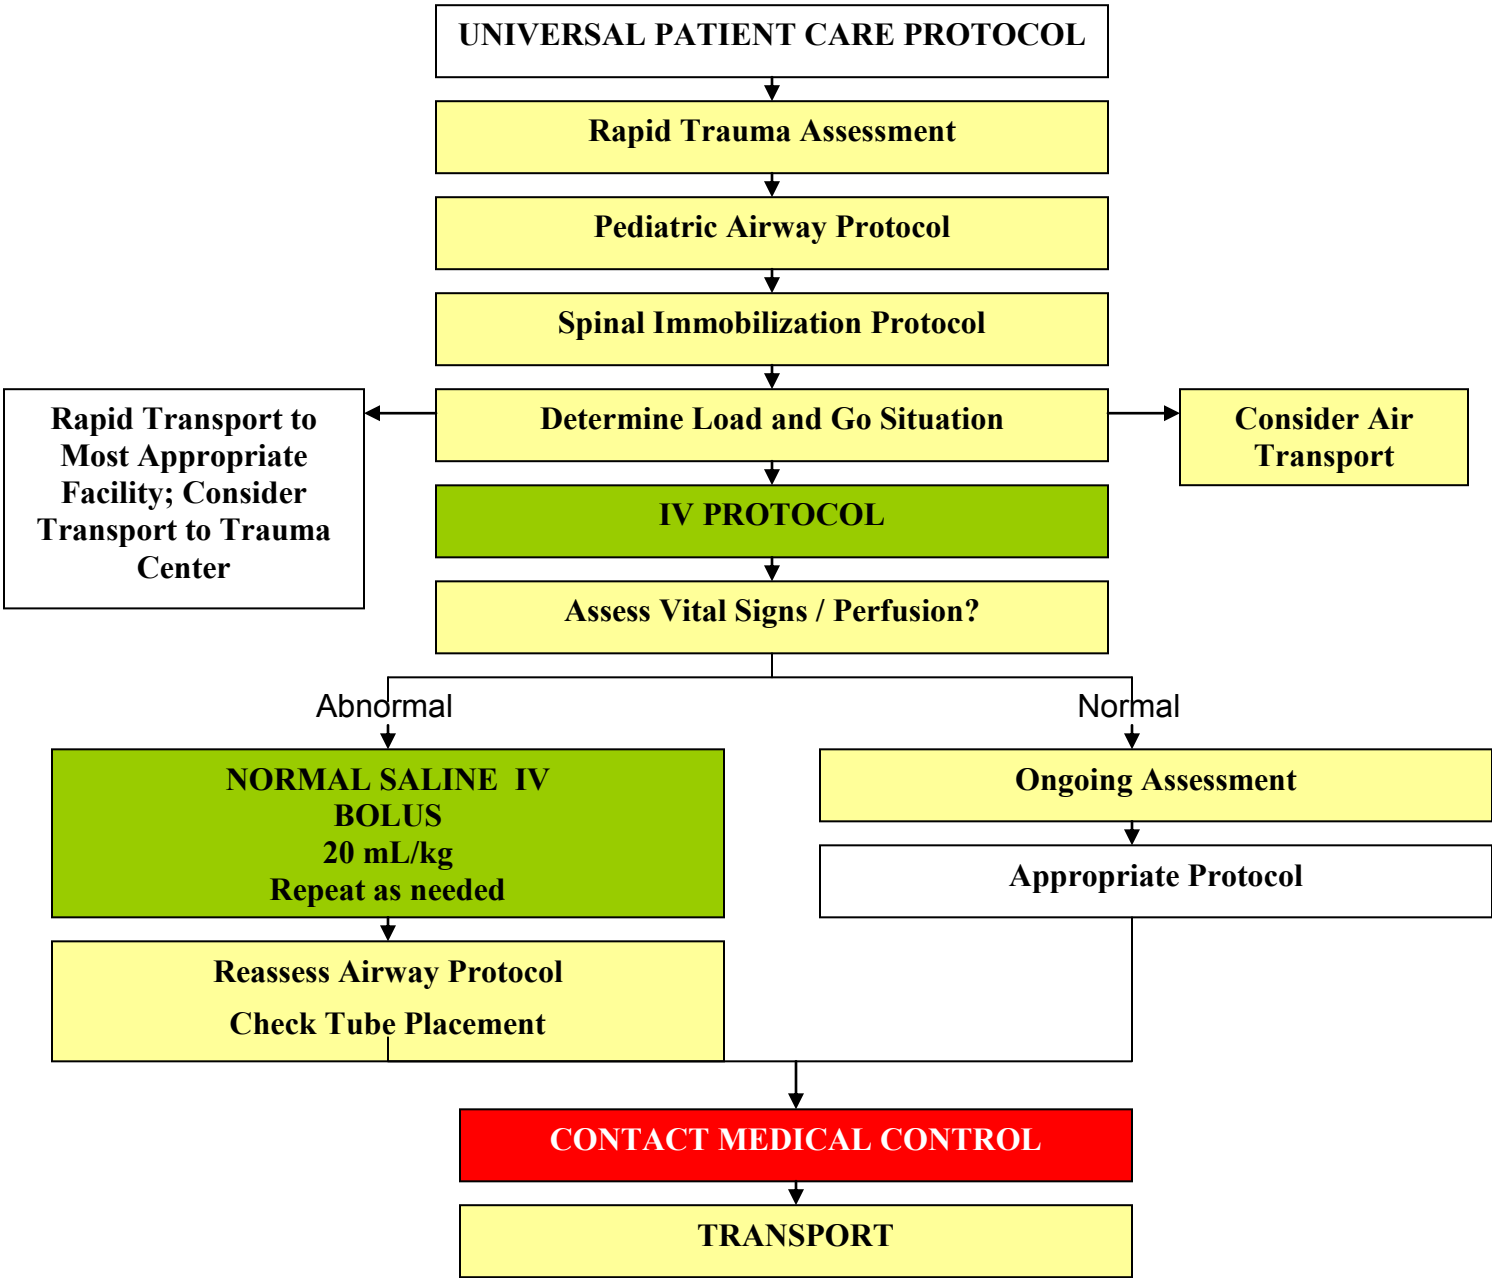 UNIVERSAL PATIENT CARE PROTOCOL
Rapid Trauma Assessment
Pediatric Airway Protocol
Spinal Immobilization Protocol
Rapid Transport to
Most Appropriate
Facility; Consider
Transport to Trauma
Center
Determine Load and Go Situation
Consider Air
Transport
IV PROTOCOL
Assess Vital Signs / Perfusion?
Abnormal
Normal
NORMAL SALINE IV
BOLUS
20 mL/kg
Repeat as needed
Ongoing Assessment
Appropriate Protocol
Reassess Airway Protocol
Check Tube Placement
CONTACT MEDICAL CONTROL
TRANSPORT